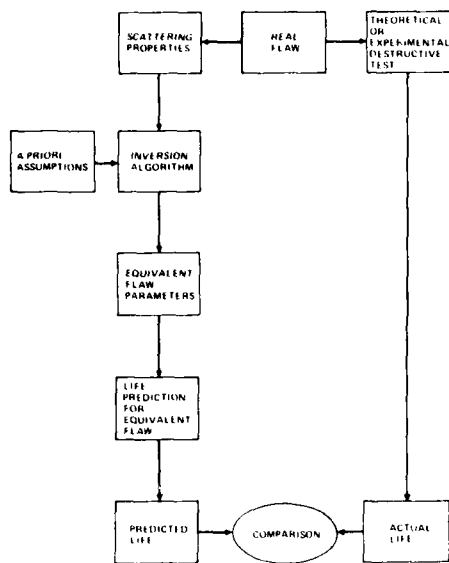 SCATTERING
PROPERTIES
REAL
FLAW
THEORETICAL
OR
EXPERIMENTAL
DESTRUCTIVE
TEST
A PRIORI
ASSUMPTIONS
INVERSION
ALGORITHM
EQUIVALENT
FLAW
PARAMETERS
LIFE
PREDICTION
FOR
EQUIVALENT
FLAW
PREDICTED
LIFE
COMPARISON
ACTUAL
LIFE